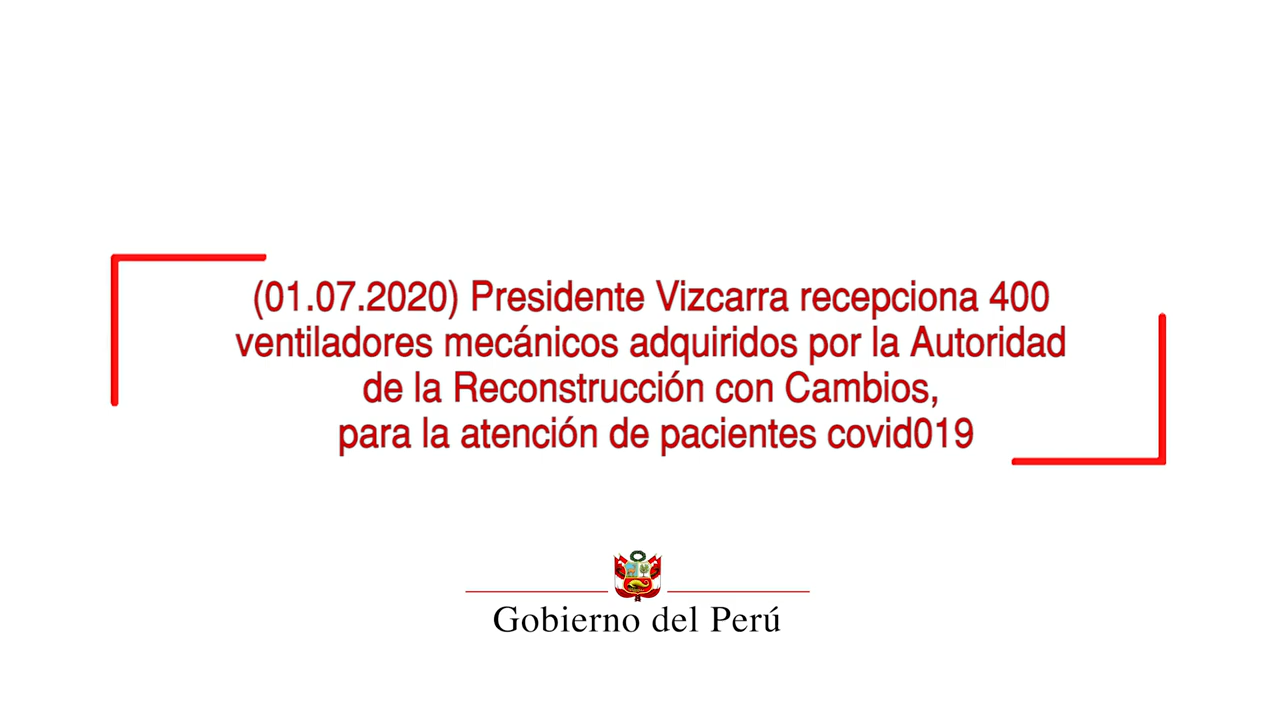 (01.07.2020) Presidente Vizcarra recepciona 400
ventiladores mecánicos adquiridos por la Autoridad
de la Reconstrucción con Cambios,
para la atención de pacientes covid019
Gobierno del Perú